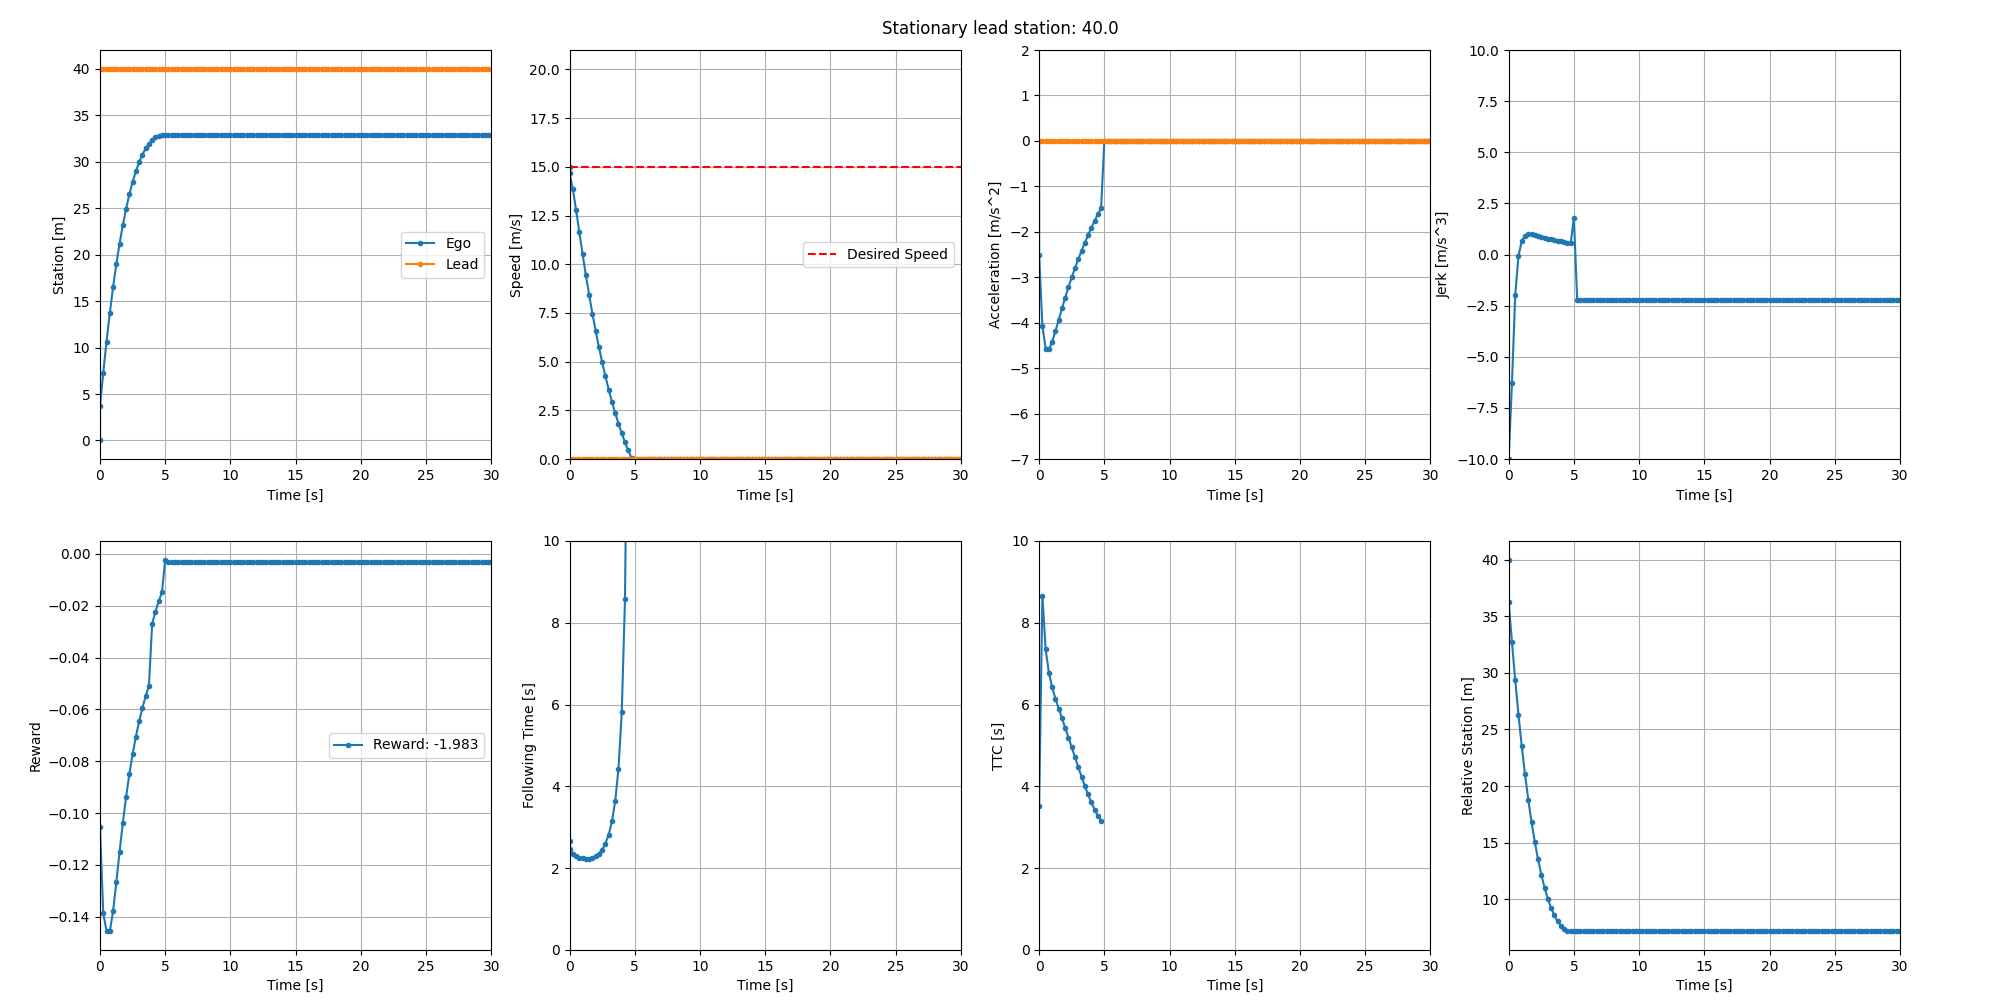 Stationary lead station: 40.0
Station [m]
40
35
30
25
20
15
10
5
0
Ego
Lead
0 5 10 15 20 25 30
Time [s]
Speed [m/s]
20.0
17.5
15.0
12.5
10.0
7.5
5.0
2.5
0.0
Desired Speed
0 5 10 15 20 25 30
Time [s]
Acceleration [m/s^2]
2
1
0
−1
−2
−3
−4
−5
−6
−7
0 5 10 15 20 25 30
Time [s]
Jerk [m/s^3]
10.0
7.5
5.0
2.5
0.0
−2.5
−5.0
−7.5
−10.0
0 5 10 15 20 25 30
Time [s]
Reward
0.00
−0.02
−0.04
−0.06
−0.08
−0.10
−0.12
−0.14
Reward: -1.983
0 5 10 15 20 25 30
Time [s]
Following Time [s]
10
8
6
4
2
0
0 5 10 15 20 25 30
Time [s]
TTC [s]
10
8
6
4
2
0
0 5 10 15 20 25 30
Time [s]
Relative Station [m]
40
35
30
25
20
15
10
0 5 10 15 20 25 30
Time [s]